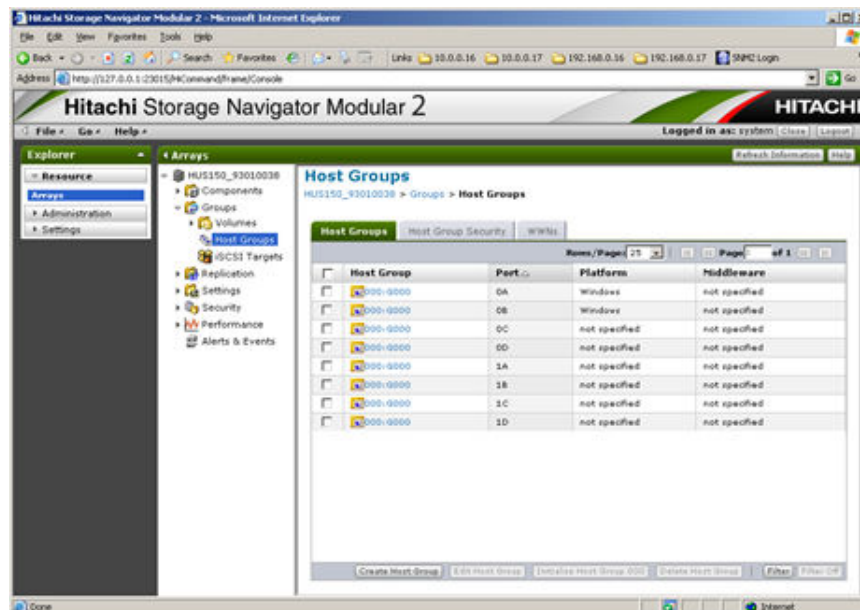 Hitachi Storage Navigator Modular 2 - Microsoft Internet Explorer
File Edit View Favorites Tools Help
Back Search Favorites Links 10.0.0.16 10.0.0.17 192.168.0.16 192.168.0.17 SNM2 Login
Address http://127.0.0.1:23015/HiCommand/frame/Console Go
Hitachi Storage Navigator Modular 2 HITACHI
File Go Help Logged in as: system Close Logout
Explorer
Arrays
Refresh Information Help
Resource
Arrays
Administration
Settings
HUS150_93010038
Components
Groups
Volumes
Host Groups
iSCSI Targets
Replication
Settings
Security
Performance
Alerts & Events
Host Groups
HUS150_93010038 > Groups > Host Groups
Host Groups Host Group Security WWNs
Rows/Page: 25 Page of 1
Host Group Port Platform Middleware
000:G000 0A Windows not specified
000:G000 0B Windows not specified
000:G000 0C not specified not specified
000:G000 0D not specified not specified
000:G000 1A not specified not specified
000:G000 1B not specified not specified
000:G000 1C not specified not specified
000:G000 1D not specified not specified
Create Host Group Edit Host Group Initialize Host Group 000 Delete Host Group Filter Filter Off
Done Internet